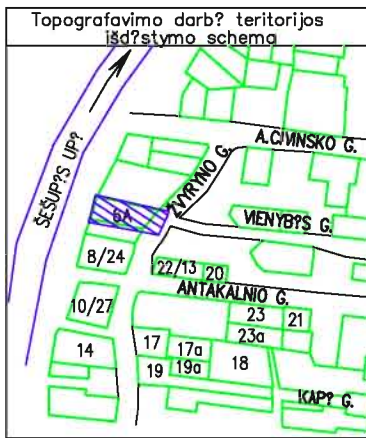 Topografavimo darb? teritorijos
išd?stymo schema
A.CIVINSKO G.
ŽVYRYNO G.
ŠEŠUP?S UP?
6A
VIENYB?S G.
8/24
22/13
20
ANTAKALNIO G.
10/27
23
21
23a
14
17
17a
18
19
19a
KAP? G.